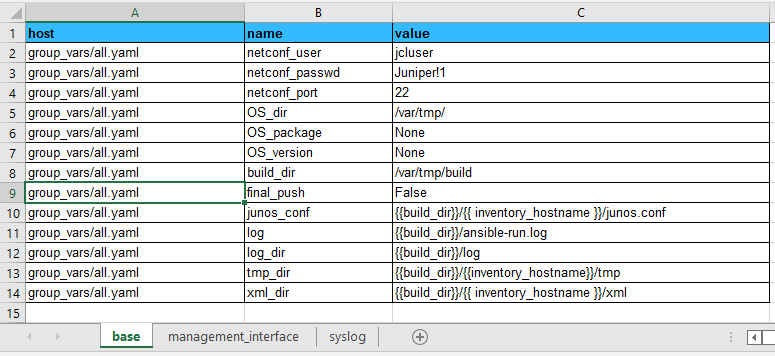 A B C
1 host name value
2 group_vars/all.yaml netconf_user jcluser
3 group_vars/all.yaml netconf_passwd Juniper!1
4 group_vars/all.yaml netconf_port 22
5 group_vars/all.yaml OS_dir /var/tmp/
6 group_vars/all.yaml OS_package None
7 group_vars/all.yaml OS_version None
8 group_vars/all.yaml build_dir /var/tmp/build
9 group_vars/all.yaml final_push False
10 group_vars/all.yaml junos_conf {{build_dir}}/{{ inventory_hostname }}/junos.conf
11 group_vars/all.yaml log {{build_dir}}/ansible-run.log
12 group_vars/all.yaml log_dir {{build_dir}}/log
13 group_vars/all.yaml tmp_dir {{build_dir}}/{{inventory_hostname}}/tmp
14 group_vars/all.yaml xml_dir {{build_dir}}/{{ inventory_hostname }}/xml
15
base management_interface syslog